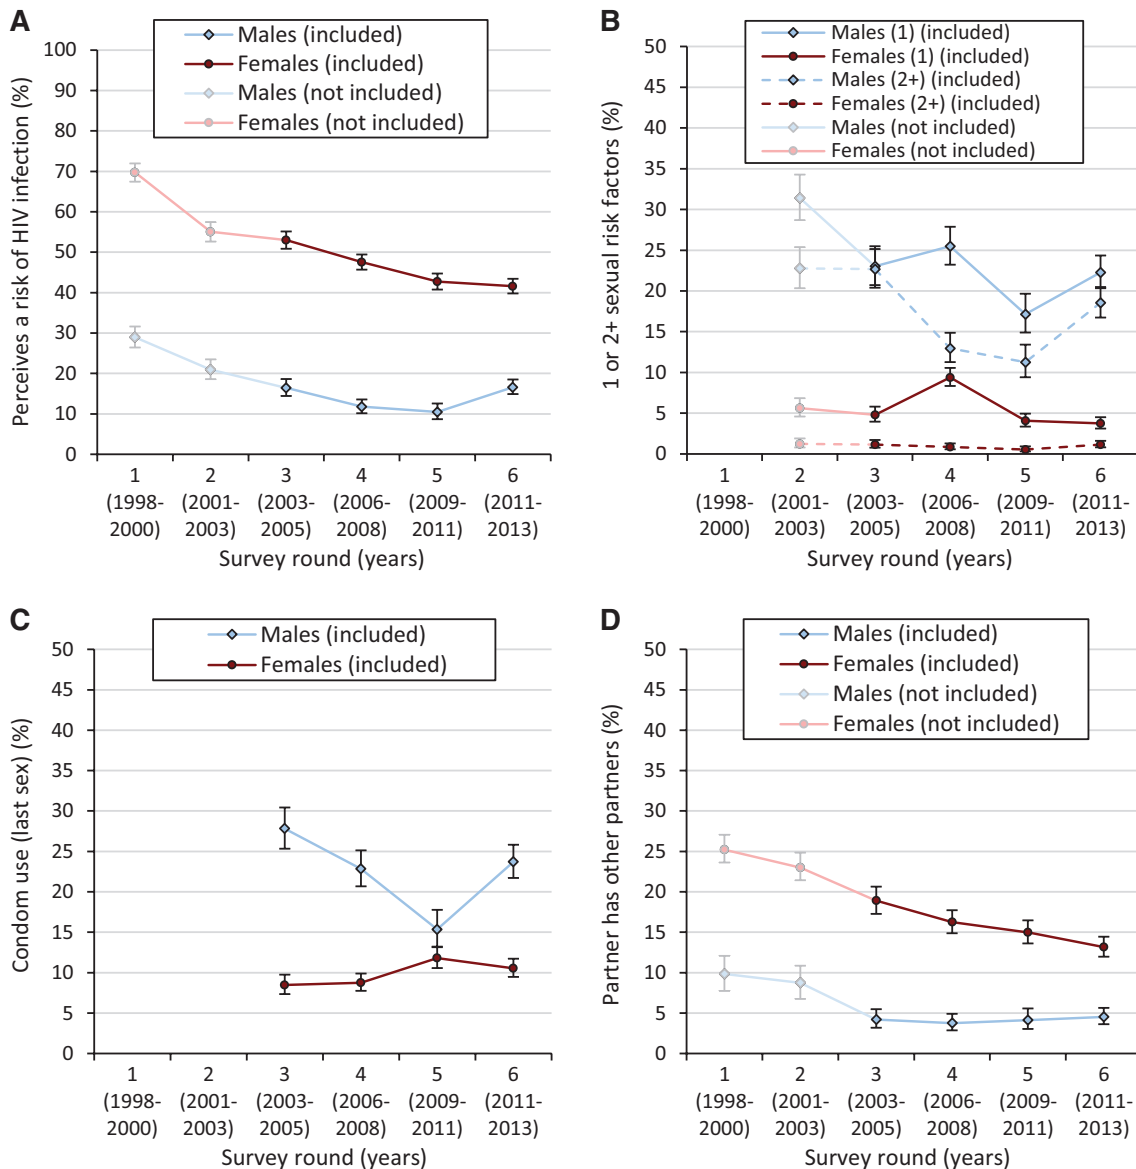 A
Males (included)
Females (included)
Males (not included)
Females (not included)
Perceives a risk of HIV infection (%)
100
90
80
70
60
50
40
30
20
10
0
1 2 3 4 5 6
(1998- (2001- (2003- (2006- (2009- (2011-
2000) 2003) 2005) 2008) 2011) 2013)
Survey round (years)
B
Males (1) (included)
Females (1) (included)
Males (2+) (included)
Females (2+) (included)
Males (not included)
Females (not included)
1 or 2+ sexual risk factors (%)
50
45
40
35
30
25
20
15
10
5
0
1 2 3 4 5 6
(1998- (2001- (2003- (2006- (2009- (2011-
2000) 2003) 2005) 2008) 2011) 2013)
Survey round (years)
C
Males (included)
Females (included)
Condom use (last sex) (%)
50
45
40
35
30
25
20
15
10
5
0
1 2 3 4 5 6
(1998- (2001- (2003- (2006- (2009- (2011-
2000) 2003) 2005) 2008) 2011) 2013)
Survey round (years)
D
Males (included)
Females (included)
Males (not included)
Females (not included)
Partner has other partners (%)
50
45
40
35
30
25
20
15
10
5
0
1 2 3 4 5 6
(1998- (2001- (2003- (2006- (2009- (2011-
2000) 2003) 2005) 2008) 2011) 2013)
Survey round (years)